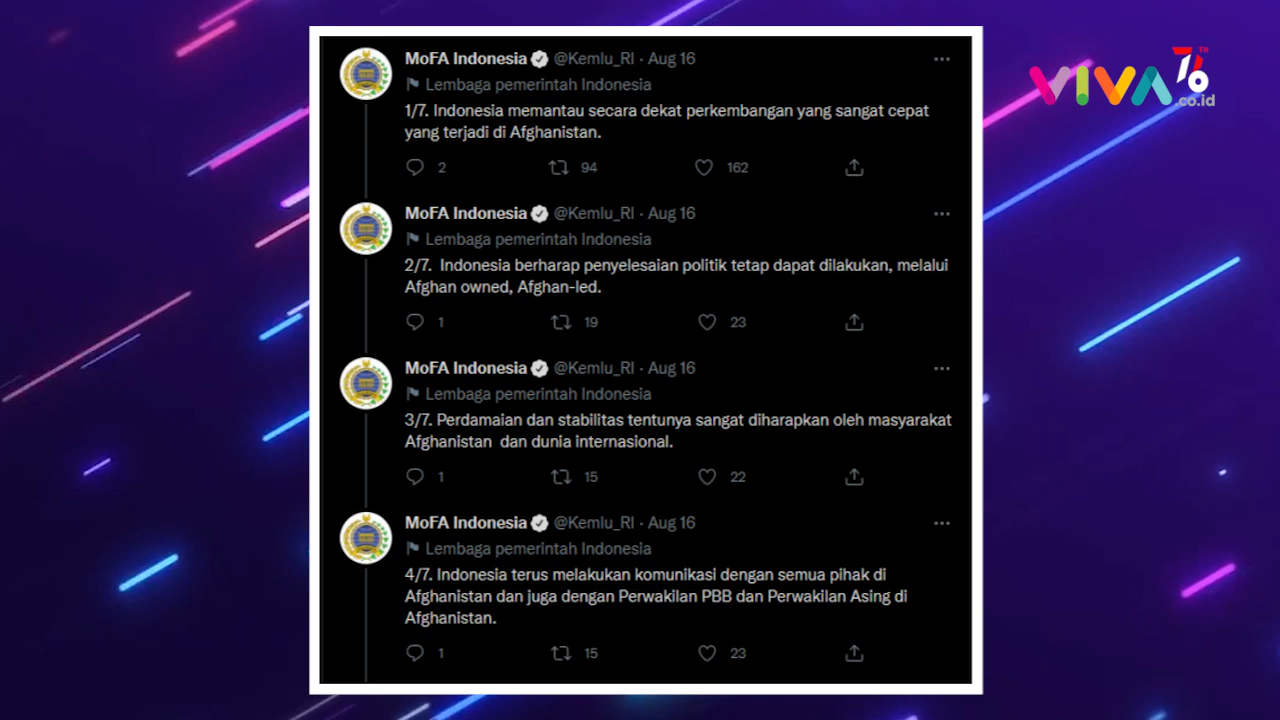 MoFA Indonesia @Kemlu_RI · Aug 16
Lembaga pemerintah Indonesia
1/7. Indonesia memantau secara dekat perkembangan yang sangat cepat
yang terjadi di Afghanistan.
2 94 162
MoFA Indonesia @Kemlu_RI · Aug 16
Lembaga pemerintah Indonesia
2/7.  Indonesia berharap penyelesaian politik tetap dapat dilakukan, melalui
Afghan owned, Afghan-led.
1 19 23
MoFA Indonesia @Kemlu_RI · Aug 16
Lembaga pemerintah Indonesia
3/7. Perdamaian dan stabilitas tentunya sangat diharapkan oleh masyarakat
Afghanistan  dan dunia internasional.
1 15 22
MoFA Indonesia @Kemlu_RI · Aug 16
Lembaga pemerintah Indonesia
4/7. Indonesia terus melakukan komunikasi dengan semua pihak di
Afghanistan dan juga dengan Perwakilan PBB dan Perwakilan Asing di
Afghanistan.
1 15 23
VIVA 76 TH
.co.id